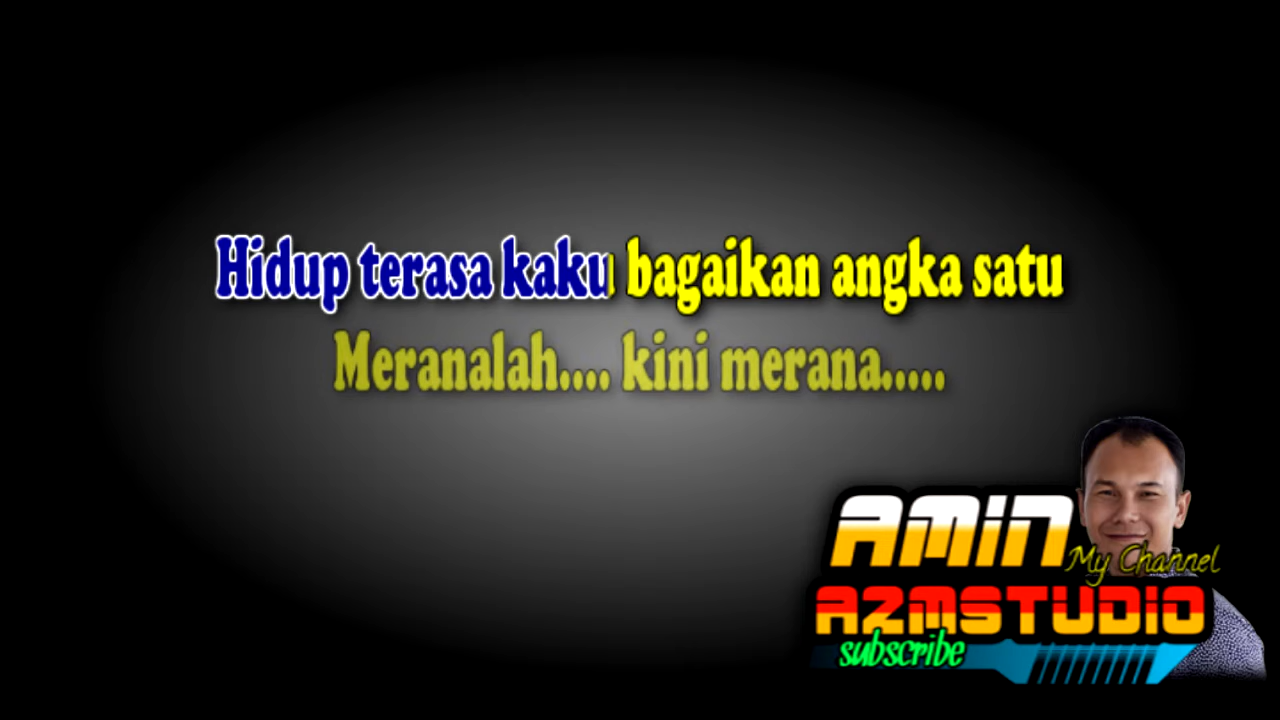 Hidup terasa kaku bagaikan angka satu
Meranalah.... kini merana.....
AMiN
My Channel
AZMSTUDiO
subscribe